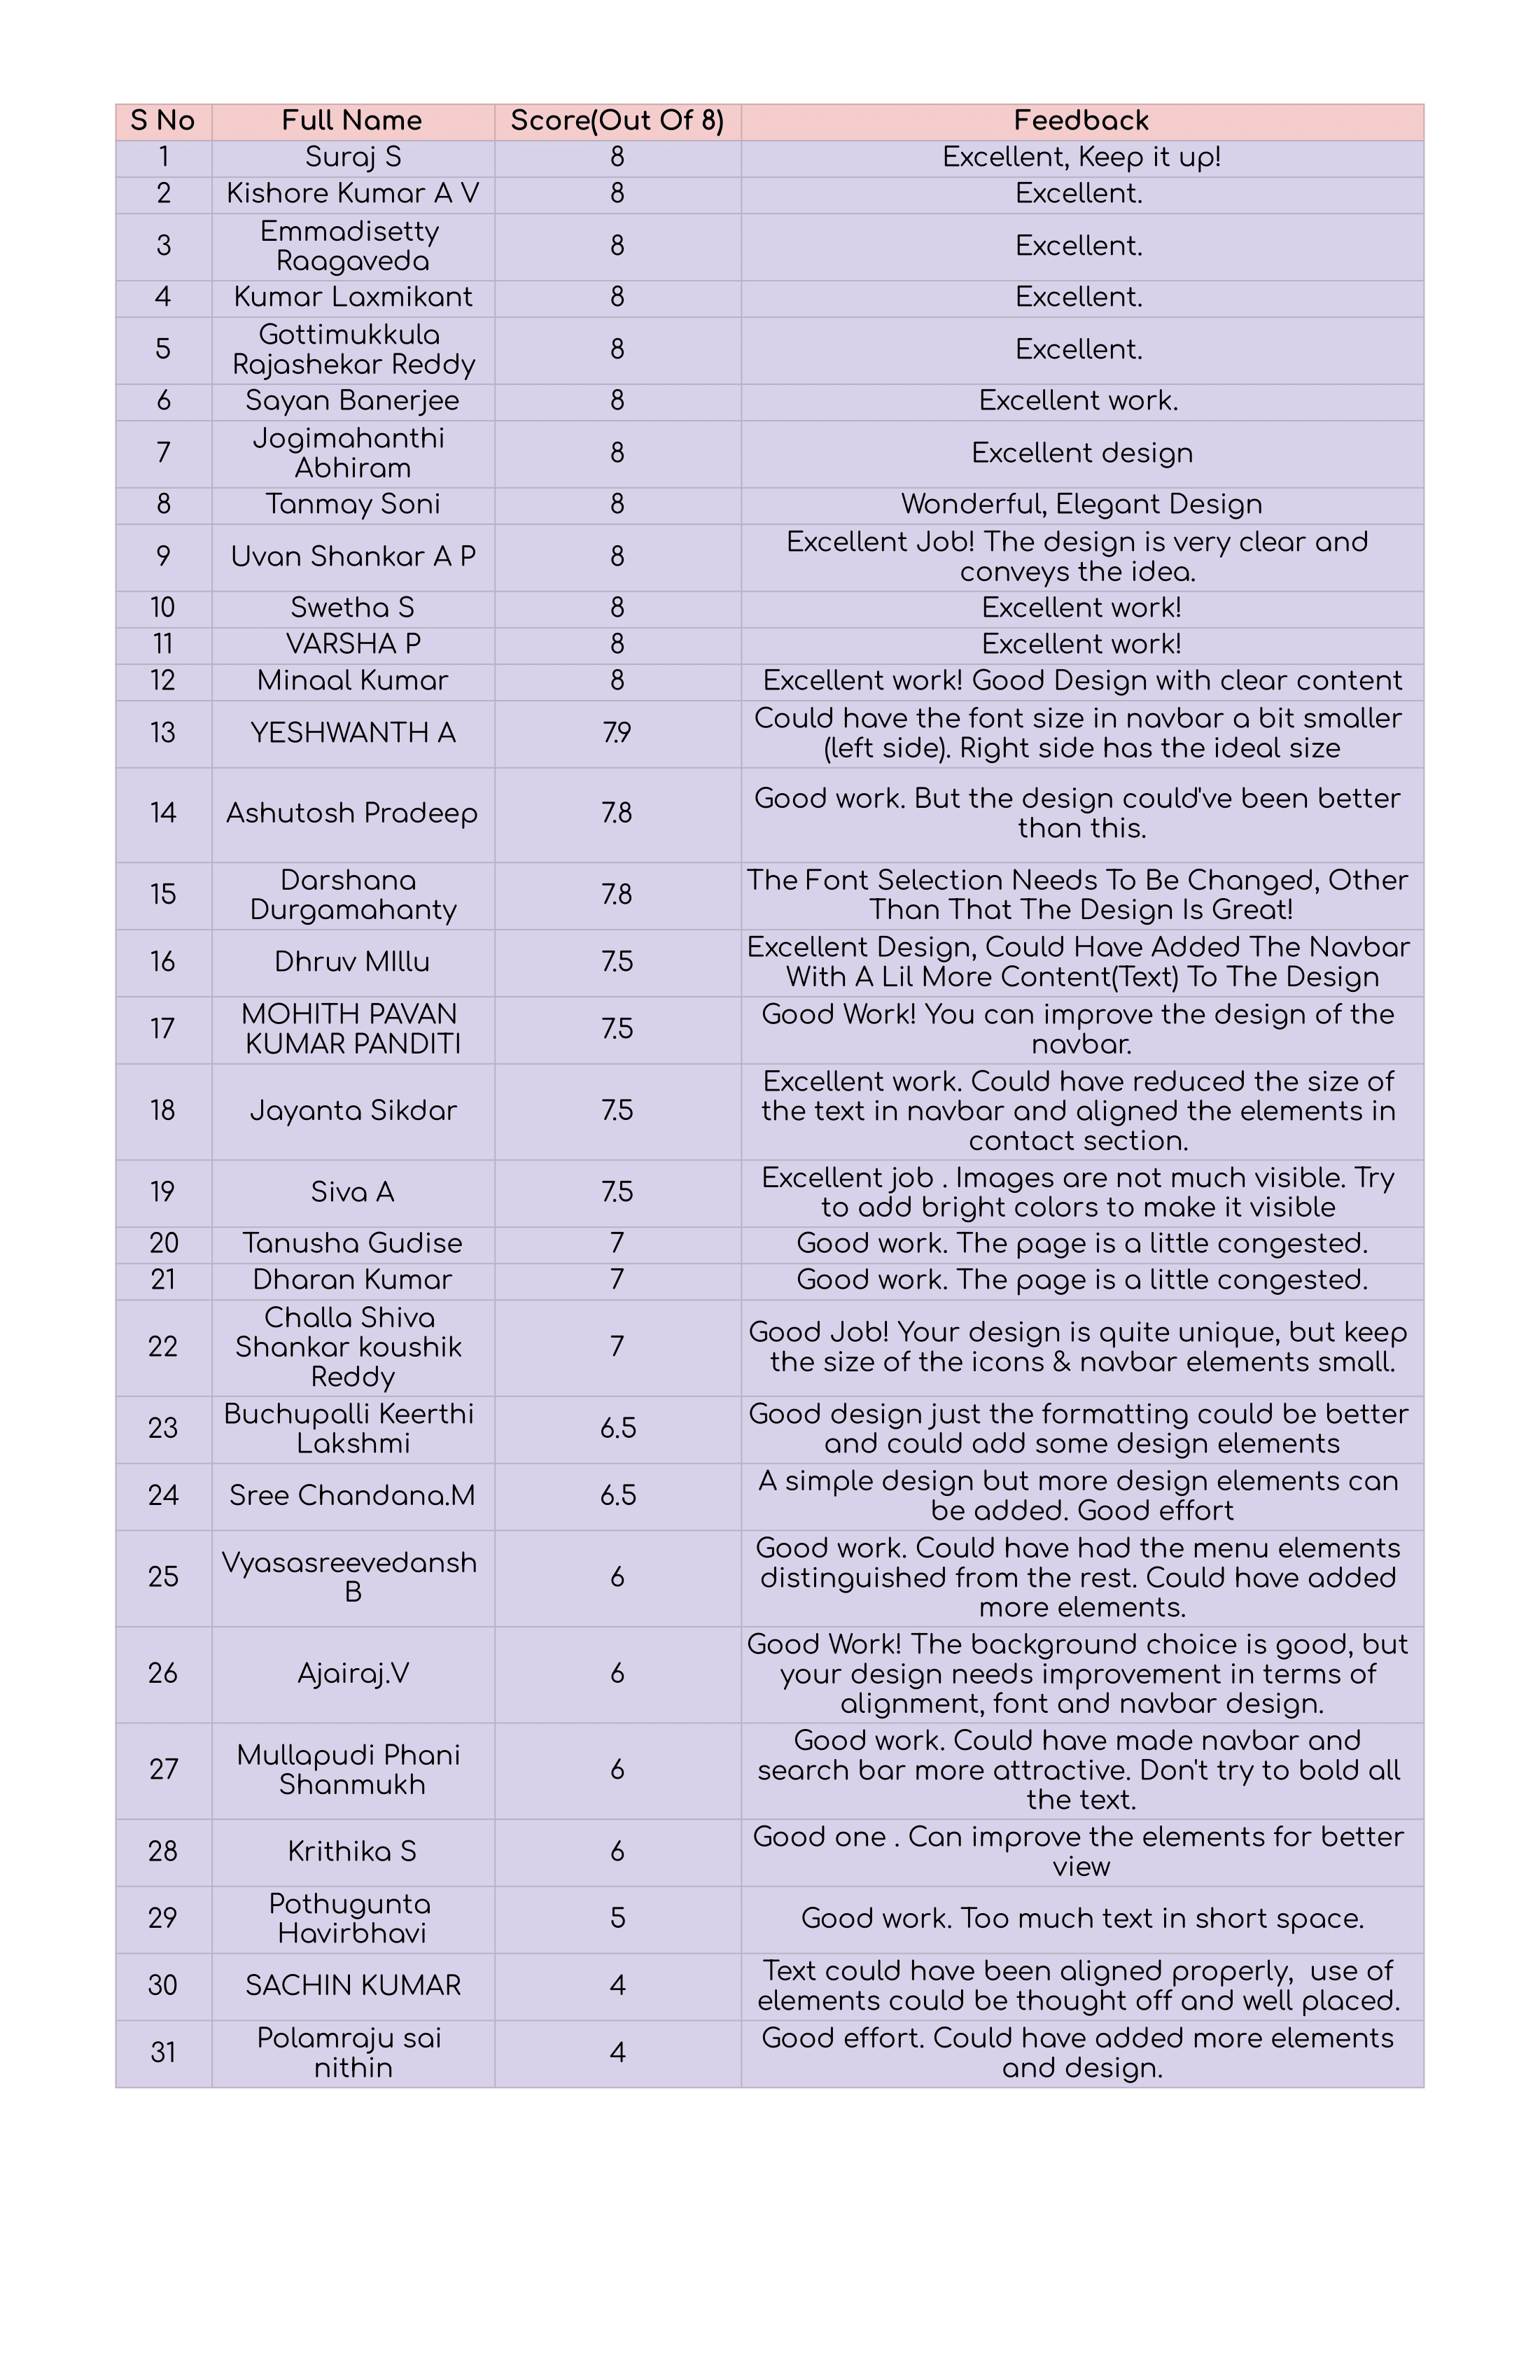 S No Full Name Score(Out Of 8) Feedback
1 Suraj S 8 Excellent, Keep it up!
2 Kishore Kumar A V 8 Excellent.
3 Emmadisetty
Raagaveda 8 Excellent.
4 Kumar Laxmikant 8 Excellent.
5 Gottimukkula
Rajashekar Reddy 8 Excellent.
6 Sayan Banerjee 8 Excellent work.
7 Jogimahanthi
Abhiram 8 Excellent design
8 Tanmay Soni 8 Wonderful, Elegant Design
9 Uvan Shankar A P 8 Excellent Job! The design is very clear and
conveys the idea.
10 Swetha S 8 Excellent work!
11 VARSHA P 8 Excellent work!
12 Minaal Kumar 8 Excellent work! Good Design with clear content
13 YESHWANTH A 7.9 Could have the font size in navbar a bit smaller
(left side). Right side has the ideal size
14 Ashutosh Pradeep 7.8 Good work. But the design could've been better
than this.
15 Darshana
Durgamahanty 7.8 The Font Selection Needs To Be Changed, Other
Than That The Design Is Great!
16 Dhruv MIllu 7.5 Excellent Design, Could Have Added The Navbar
With A Lil More Content(Text) To The Design
17 MOHITH PAVAN
KUMAR PANDITI 7.5 Good Work! You can improve the design of the
navbar.
18 Jayanta Sikdar 7.5 Excellent work. Could have reduced the size of
the text in navbar and aligned the elements in
contact section.
19 Siva A 7.5 Excellent job . Images are not much visible. Try
to add bright colors to make it visible
20 Tanusha Gudise 7 Good work. The page is a little congested.
21 Dharan Kumar 7 Good work. The page is a little congested.
22 Challa Shiva
Shankar koushik
Reddy 7 Good Job! Your design is quite unique, but keep
the size of the icons & navbar elements small.
23 Buchupalli Keerthi
Lakshmi 6.5 Good design just the formatting could be better
and could add some design elements
24 Sree Chandana.M 6.5 A simple design but more design elements can
be added. Good effort
25 Vyasasreevedansh
B 6 Good work. Could have had the menu elements
distinguished from the rest. Could have added
more elements.
26 Ajairaj.V 6 Good Work! The background choice is good, but
your design needs improvement in terms of
alignment, font and navbar design.
27 Mullapudi Phani
Shanmukh 6 Good work. Could have made navbar and
search bar more attractive. Don't try to bold all
the text.
28 Krithika S 6 Good one . Can improve the elements for better
view
29 Pothugunta
Havirbhavi 5 Good work. Too much text in short space.
30 SACHIN KUMAR 4 Text could have been aligned properly,  use of
elements could be thought off and well placed.
31 Polamraju sai
nithin 4 Good effort. Could have added more elements
and design.